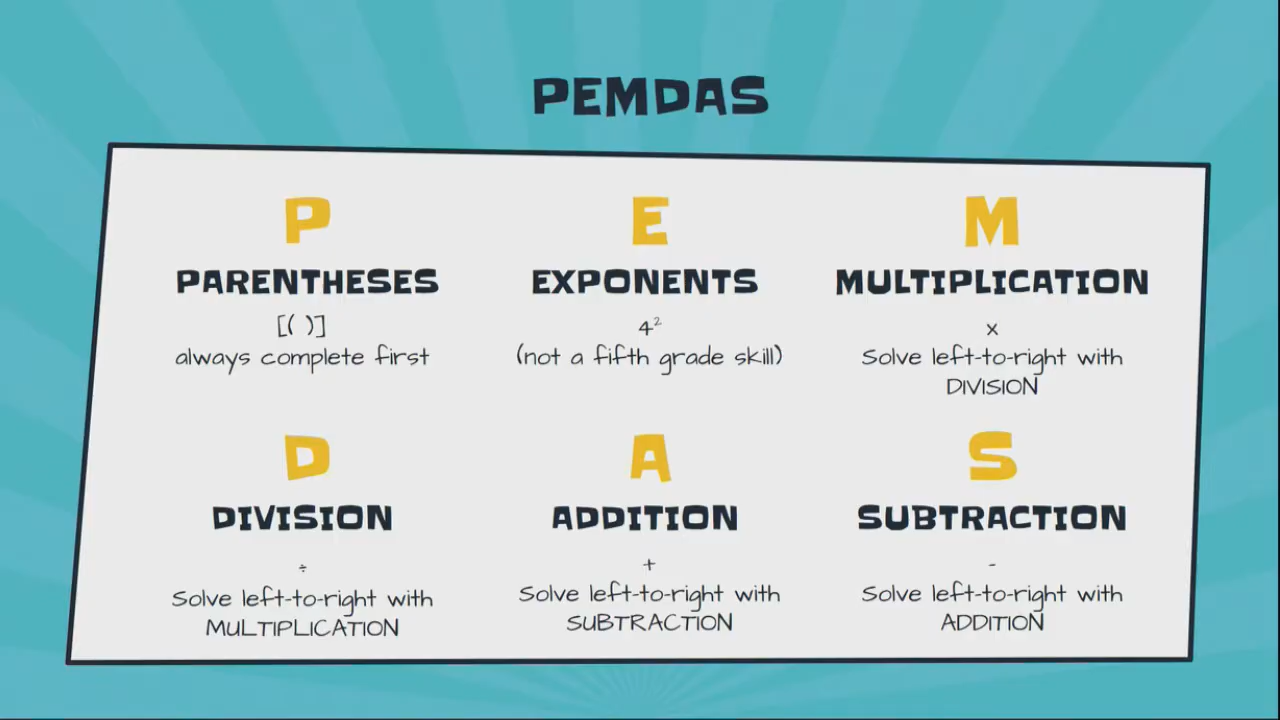 PEMDAS
P
PARENTHESES
[( )]
always complete first
E
EXPONENTS
4²
(not a fifth grade skill)
M
MULTIPLICATION
x
Solve left-to-right with
DIVISION
D
DIVISION
÷
Solve left-to-right with
MULTIPLICATION
A
ADDITION
+
Solve left-to-right with
SUBTRACTION
S
SUBTRACTION
-
Solve left-to-right with
ADDITION